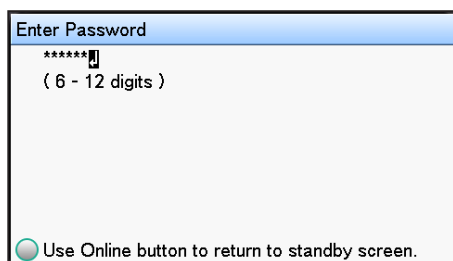 Enter Password
******↵
( 6 - 12 digits )
Use Online button to return to standby screen.